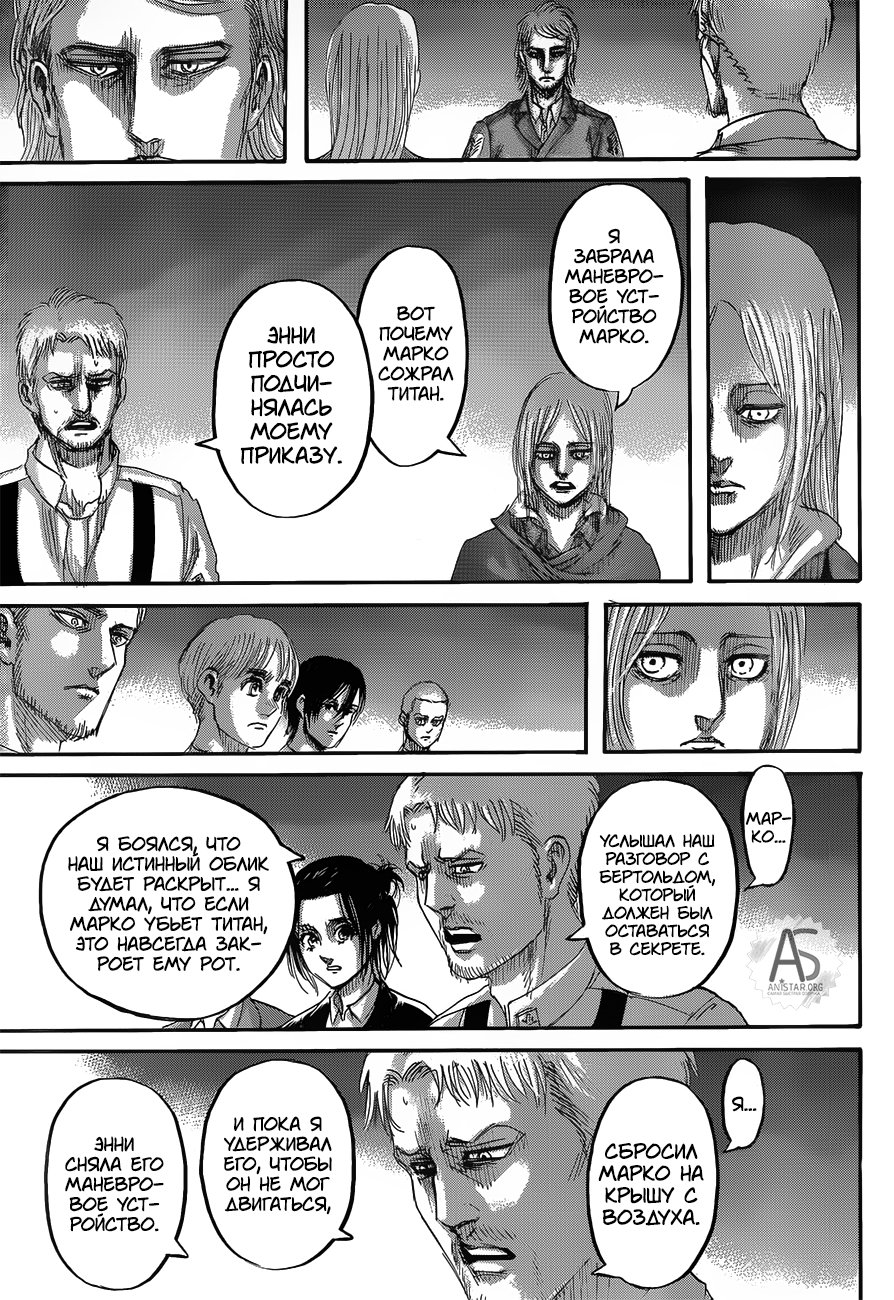 Я
ЗАБРАЛА
МАНЕВРО-
ВОЕ УСТ-
РОЙСТВО
МАРКО.
ВОТ
ПОЧЕМУ
МАРКО
СОЖРАЛ
ТИТАН.
ЭННИ
ПРОСТО
ПОДЧИ-
НЯЛАСЬ
МОЕМУ
ПРИКАЗУ.
МАР-
КО...
УСЛЫШАЛ НАШ
РАЗГОВОР С
БЕРТОЛЬДОМ,
КОТОРЫЙ
ДОЛЖЕН БЫЛ
ОСТАВАТЬСЯ
В СЕКРЕТЕ.
Я БОЯЛСЯ, ЧТО
НАШ ИСТИННЫЙ ОБЛИК
БУДЕТ РАСКРЫТ... Я
ДУМАЛ, ЧТО ЕСЛИ
МАРКО УБЬЕТ ТИТАН,
ЭТО НАВСЕГДА ЗАК-
РОЕТ ЕМУ РОТ.
AS
ANISTAR.ORG
Я...
СБРОСИЛ
МАРКО НА
КРЫШУ С
ВОЗДУХА.
И ПОКА Я
УДЕРЖИВАЛ
ЕГО, ЧТОБЫ
ОН НЕ МОГ
ДВИГАТЬСЯ,
ЭННИ
СНЯЛА ЕГО
МАНЕВРО-
ВОЕ УСТ-
РОЙСТВО.